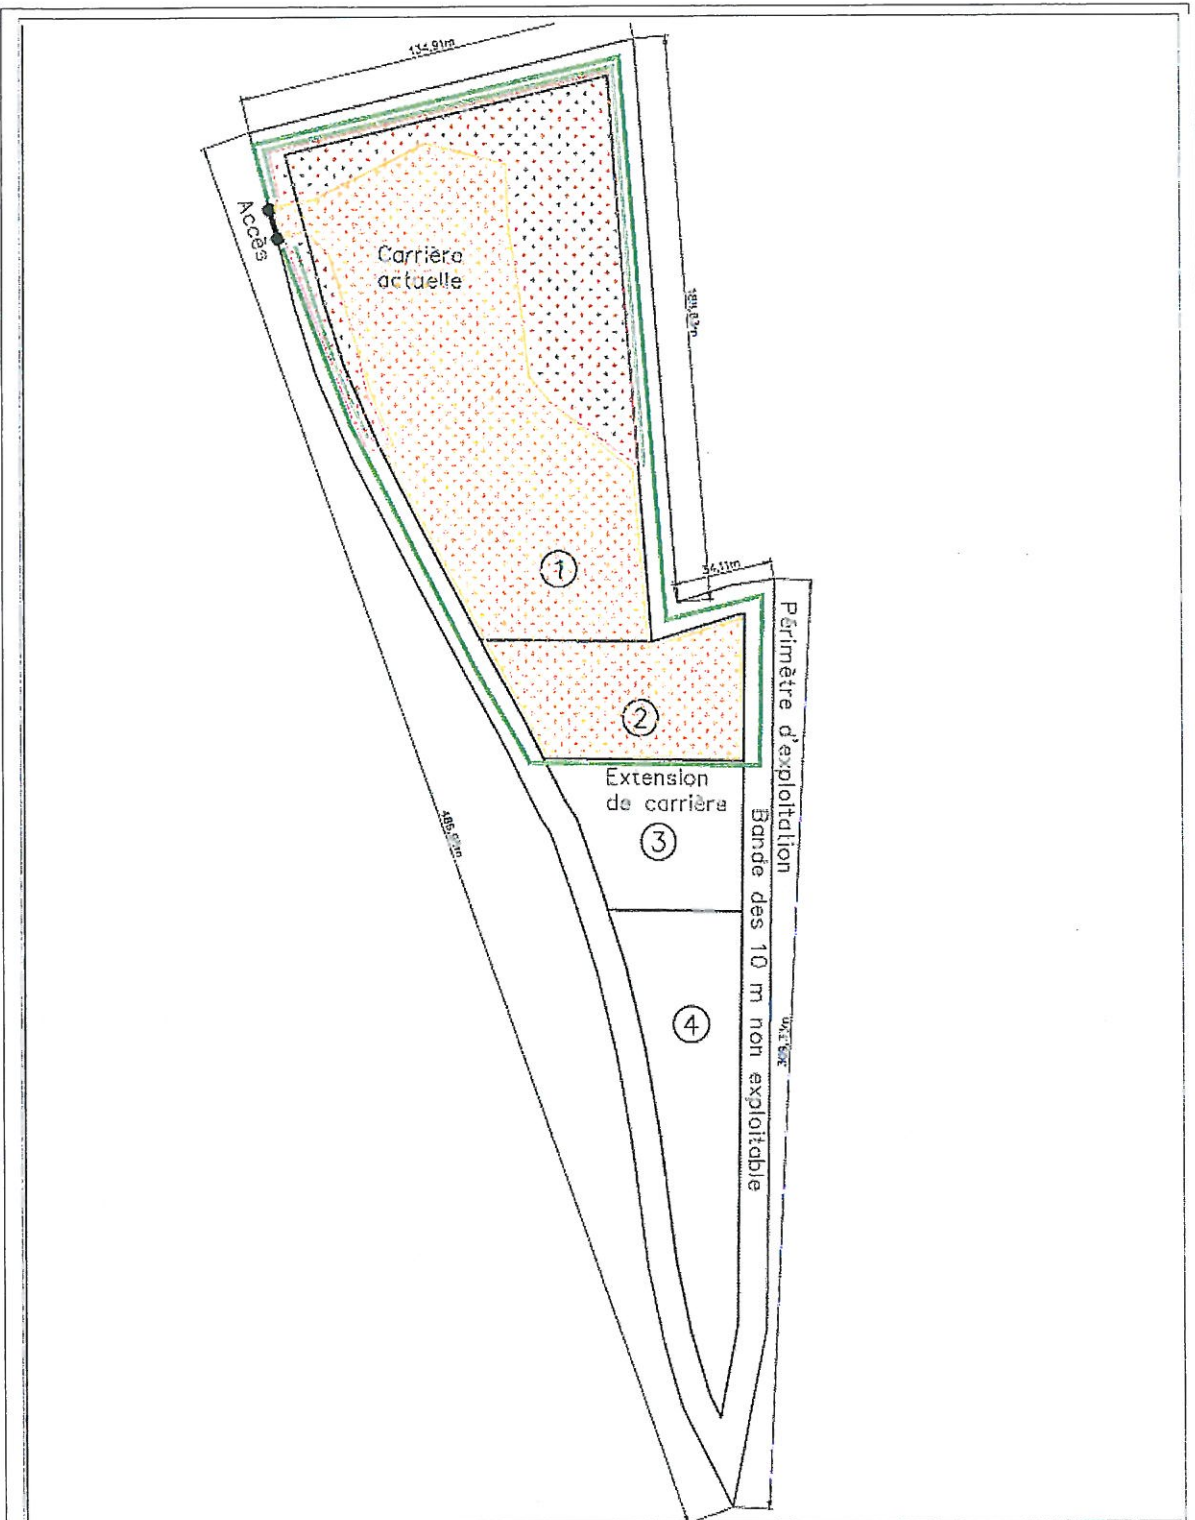 134,91m
Accès
Carrière
actuelle
①
34,11m
Périmètre d'exploitation
②
Extension
de carrière
③
Bande des 10 m non exploitable
④